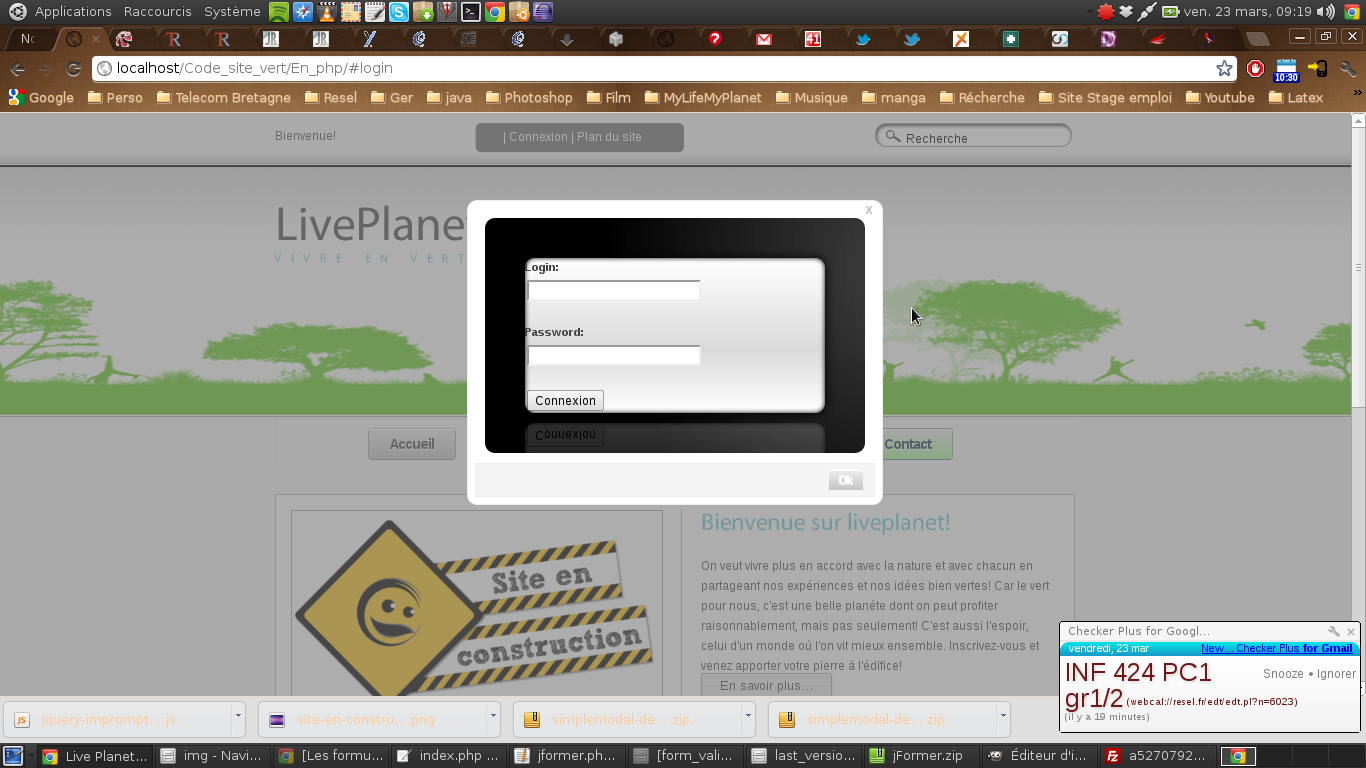 Applications Raccourcis Système ven. 23 mars, 09:19
localhost/Code_site_vert/En_php/#login
10:30
Google Perso Telecom Bretagne Resel Ger java Photoshop Film MyLifeMyPlanet Musique manga Récherche Site Stage emploi Youtube Latex »
Bienvenue! | Connexion | Plan du site Recherche
X
LivePlane
VIVRE EN VERT
Login:
Password:
Connexion
Connexion
Ok
Accueil Contact
Site en
construction
Bienvenue sur liveplanet!
On veut vivre plus en accord avec la nature et avec chacun en
partageant nos expériences et nos idées bien vertes! Car le vert
pour nous, c'est une belle planète dont on peut profiter
raisonnablement, mais pas seulement! C'est aussi l'espoir,
celui d'un monde où l'on vit mieux ensemble. Inscrivez-vous et
venez apporter votre pierre à l'édifice!
En savoir plus...
Checker Plus for Googl...
vendredi, 23 mar New... Checker Plus for Gmail
INF 424 PC1 Snooze • Ignorer
gr1/2 (webcal://resel.fr/edt/edt.pl?n=6023)
(il y a 19 minutes)
jquery-imprompt....js site-en-constru....png simplemodal-de....zip simplemodal-de....zip
Live Planet... img - Navi... [Les formu... index.php ... jformer.ph... [form_vali... last_versio... jFormer.zip Éditeur d'i... a5270792...